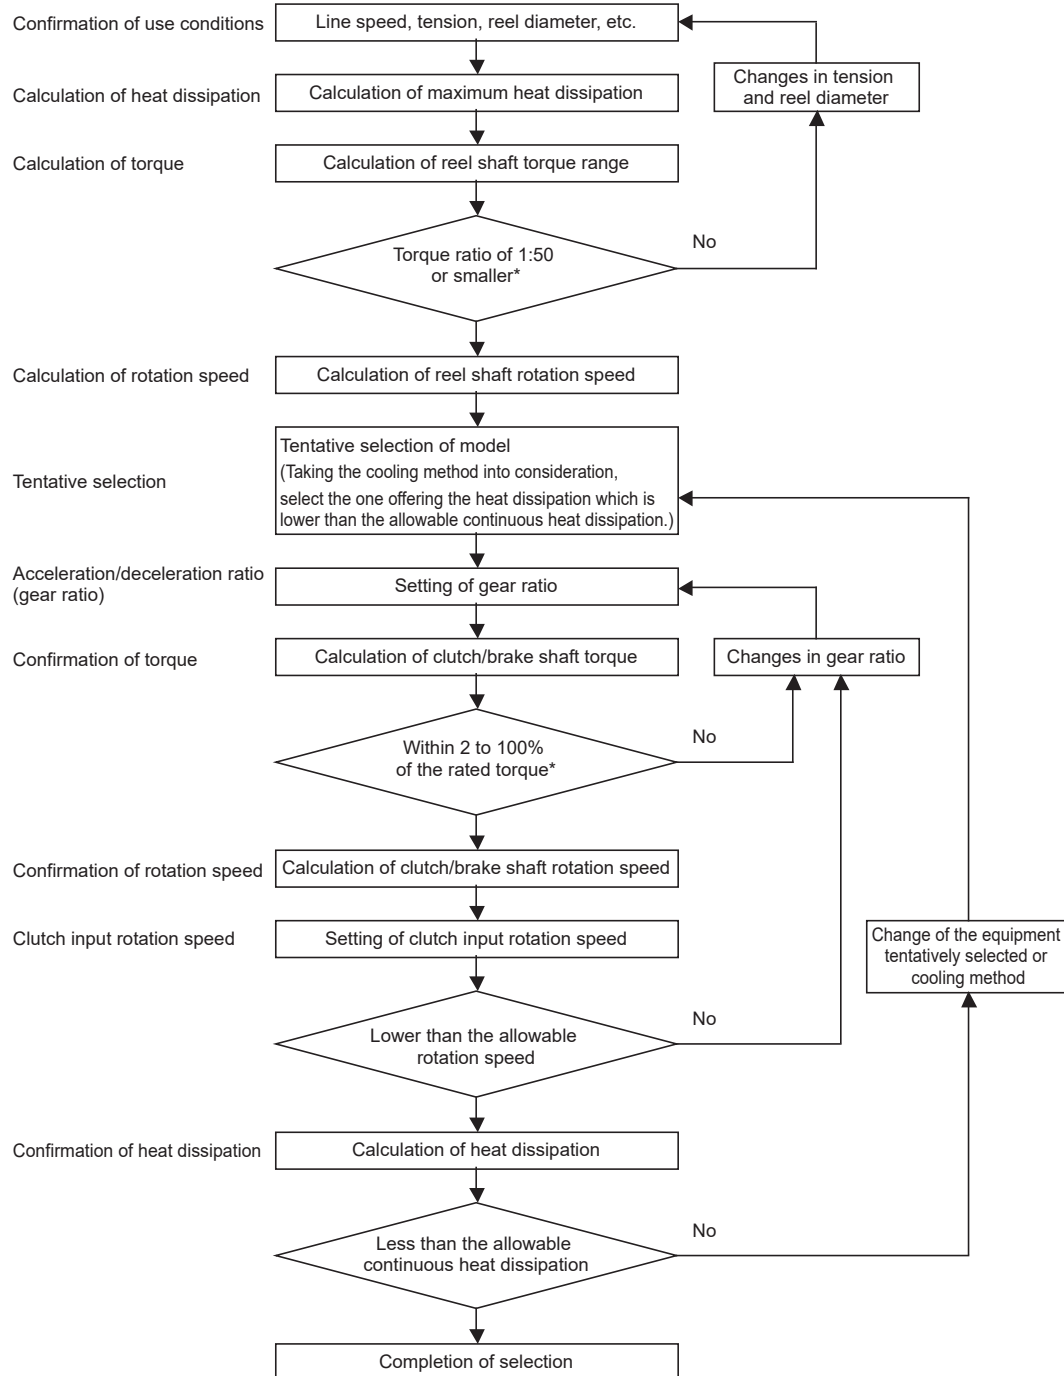 Confirmation of use conditions
Line speed, tension, reel diameter, etc.
Changes in tension
and reel diameter
Calculation of heat dissipation
Calculation of maximum heat dissipation
Calculation of torque
Calculation of reel shaft torque range
Torque ratio of 1:50
or smaller*
No
Calculation of rotation speed
Calculation of reel shaft rotation speed
Tentative selection
Tentative selection of model
(Taking the cooling method into consideration,
select the one offering the heat dissipation which is
lower than the allowable continuous heat dissipation.)
Acceleration/deceleration ratio
(gear ratio)
Setting of gear ratio
Confirmation of torque
Calculation of clutch/brake shaft torque
Changes in gear ratio
Within 2 to 100%
of the rated torque*
No
Confirmation of rotation speed
Calculation of clutch/brake shaft rotation speed
Clutch input rotation speed
Setting of clutch input rotation speed
Change of the equipment
tentatively selected or
cooling method
Lower than the allowable
rotation speed
No
Confirmation of heat dissipation
Calculation of heat dissipation
Less than the allowable
continuous heat dissipation
No
Completion of selection